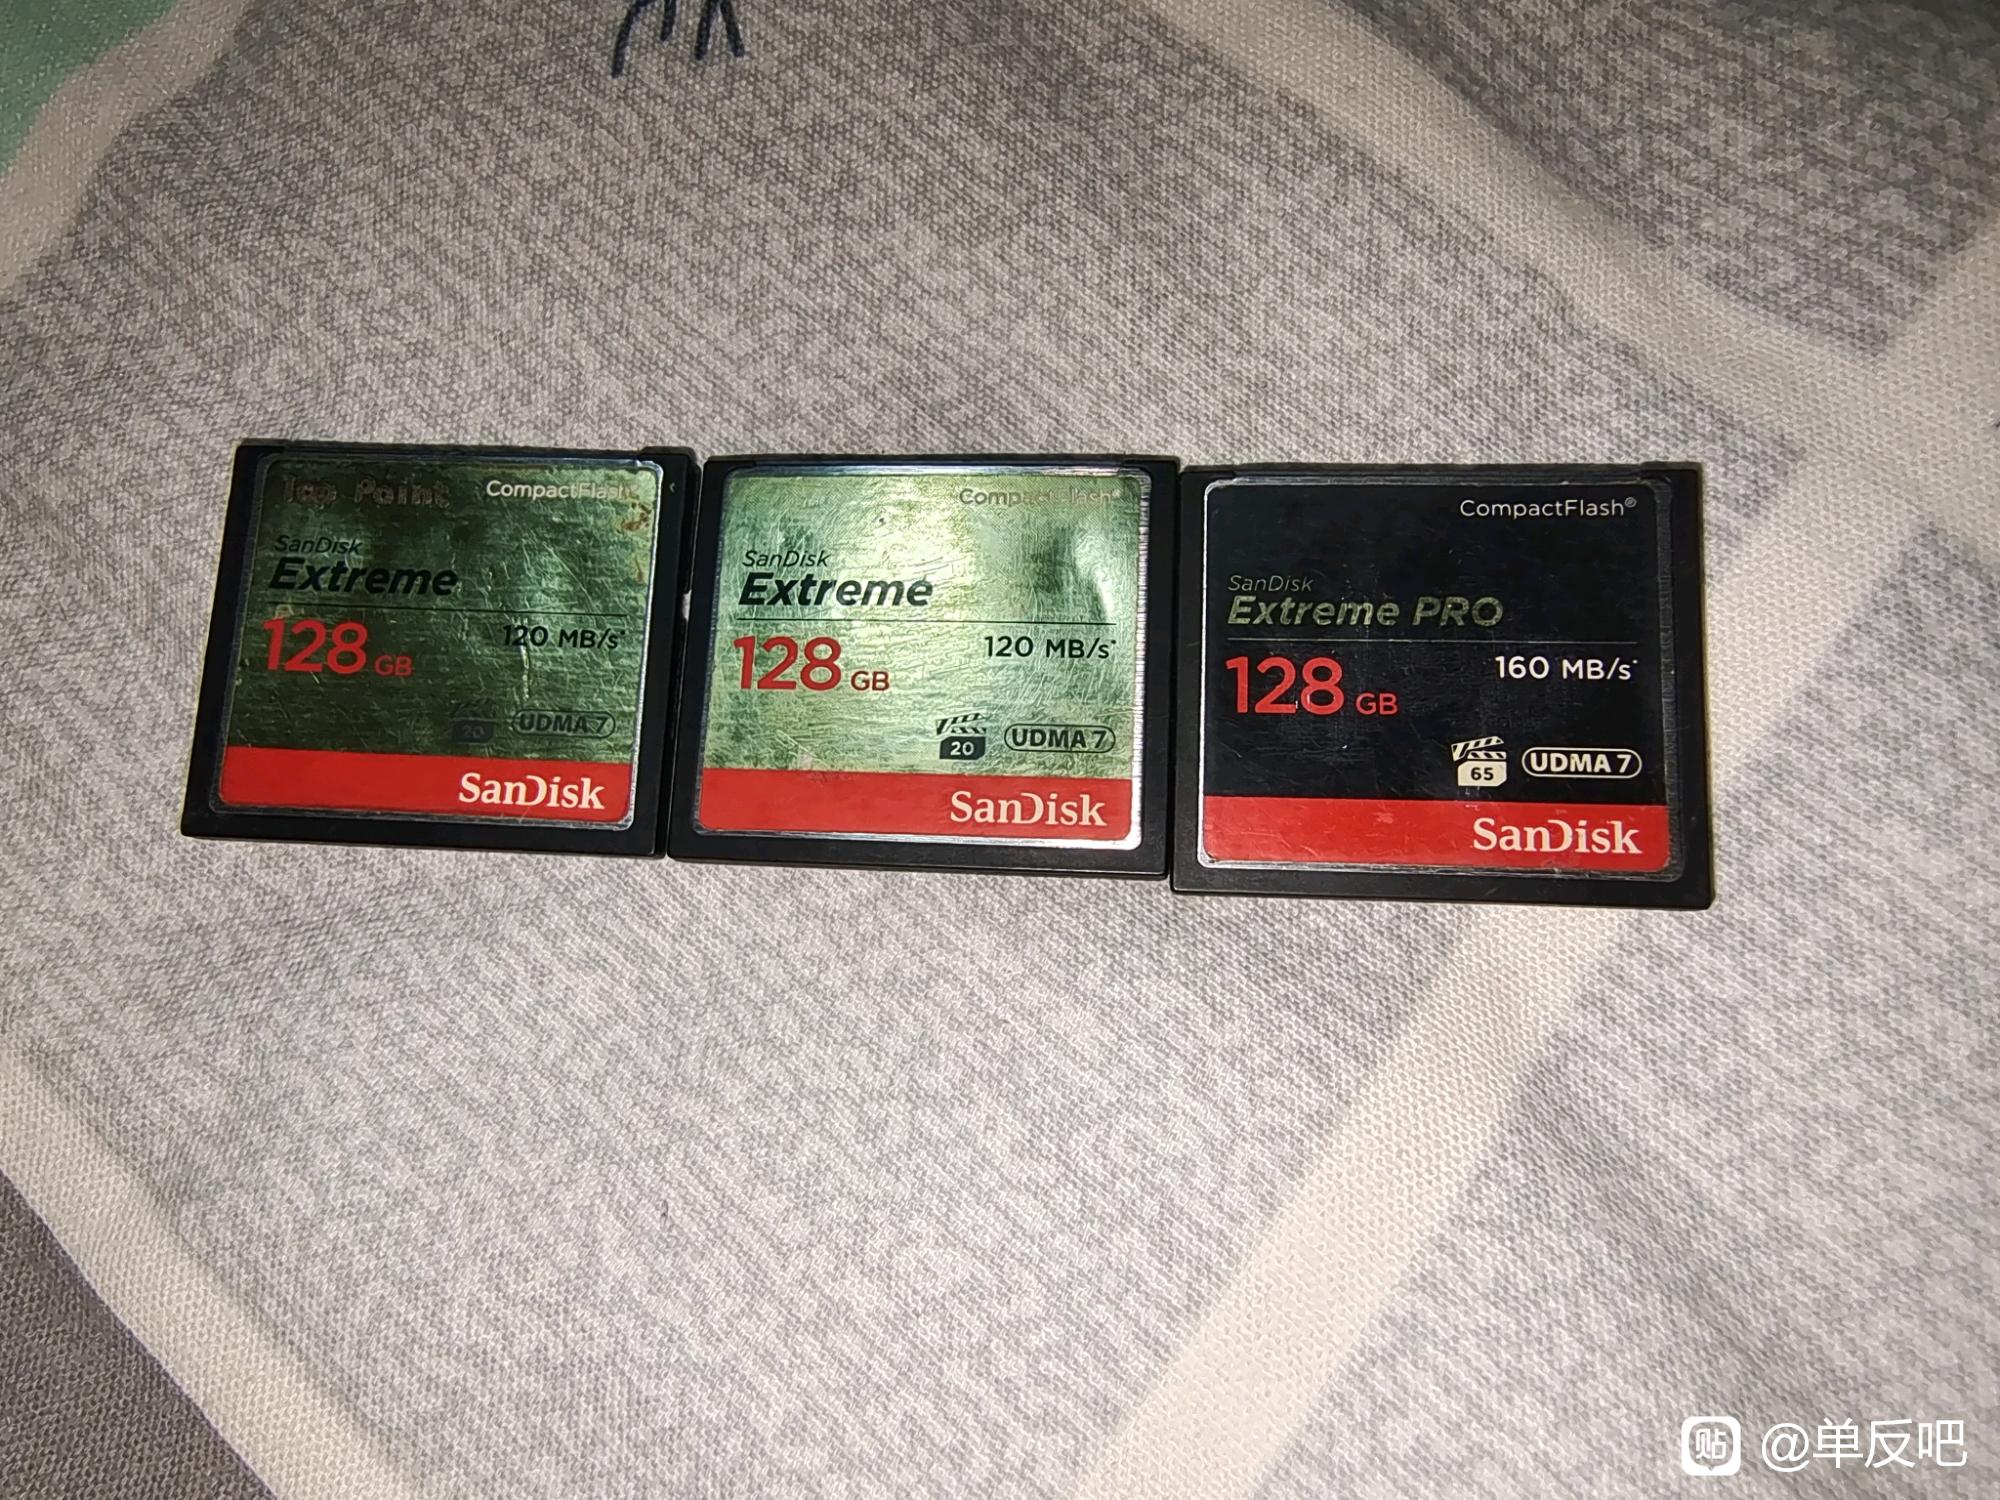 Top Point CompactFlash
SanDisk
Extreme
128 GB 120 MB/s*
20 UDMA 7
SanDisk
CompactFlash®
SanDisk
Extreme
128 GB 120 MB/s*
20 UDMA 7
SanDisk
CompactFlash®
SanDisk
Extreme PRO
128 GB 160 MB/s*
65 UDMA 7
SanDisk
贴 @单反吧